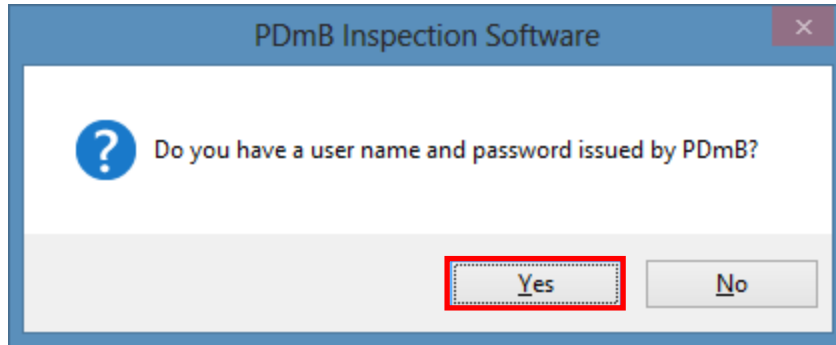 PDmB Inspection Software
Do you have a user name and password issued by PDmB?
Yes No